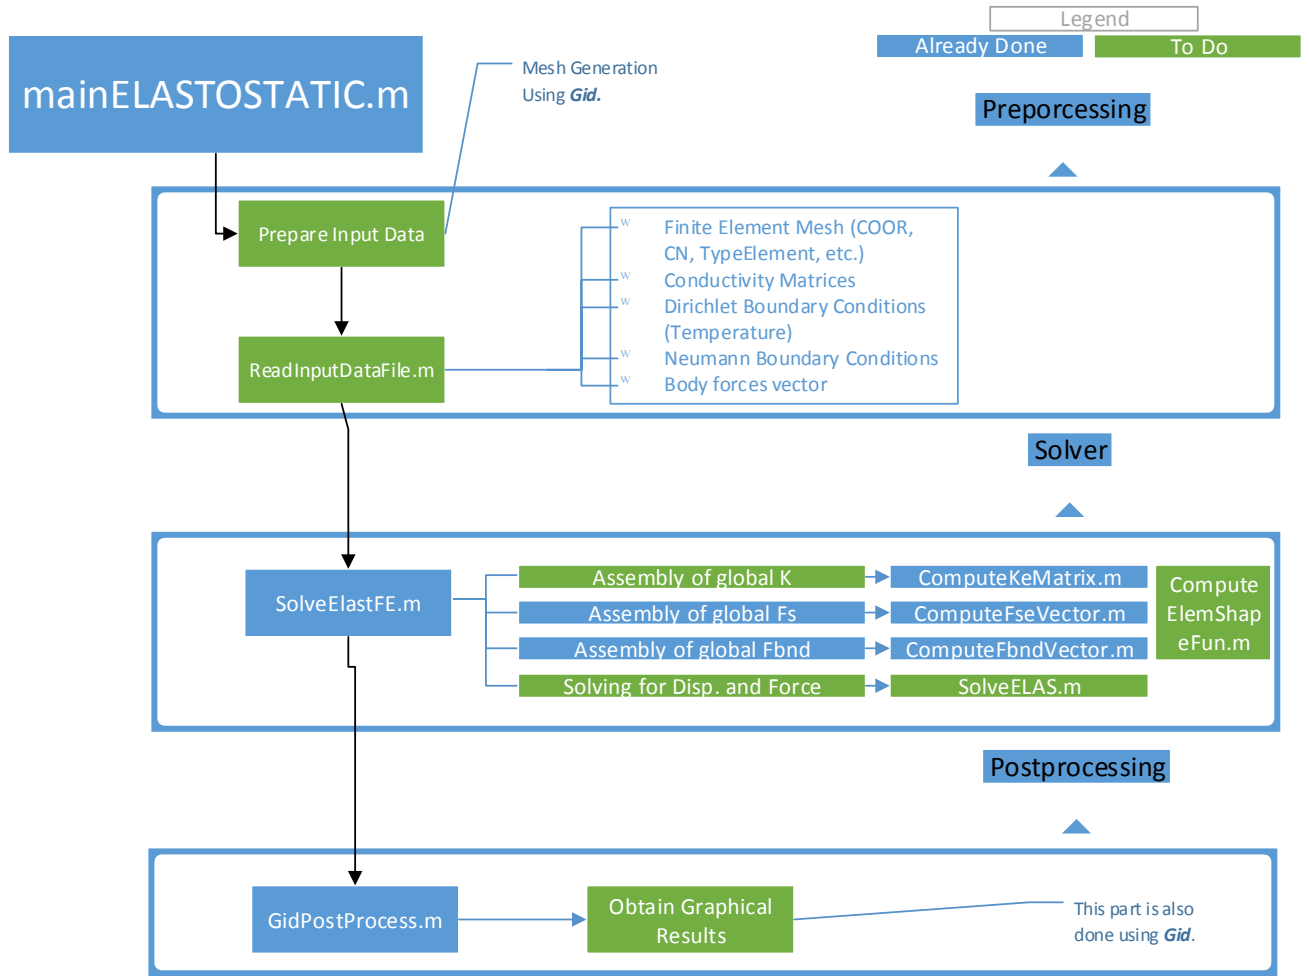 Legend
Already Done
To Do
mainELASTOSTATIC.m
Mesh Generation
Using Gid.
Preporcessing
Prepare Input Data
w Finite Element Mesh (COOR,
CN, TypeElement, etc.)
w Conductivity Matrices
w Dirichlet Boundary Conditions
(Temperature)
w Neumann Boundary Conditions
w Body forces vector
ReadInputDataFile.m
Solver
SolveElastFE.m
Assembly of global K
ComputeKeMatrix.m
Assembly of global Fs
ComputeFseVector.m
Assembly of global Fbnd
ComputeFbndVector.m
Solving for Disp. and Force
SolveELAS.m
Compute
ElemShap
eFun.m
Postprocessing
GidPostProcess.m
Obtain Graphical
Results
This part is also
done using Gid.